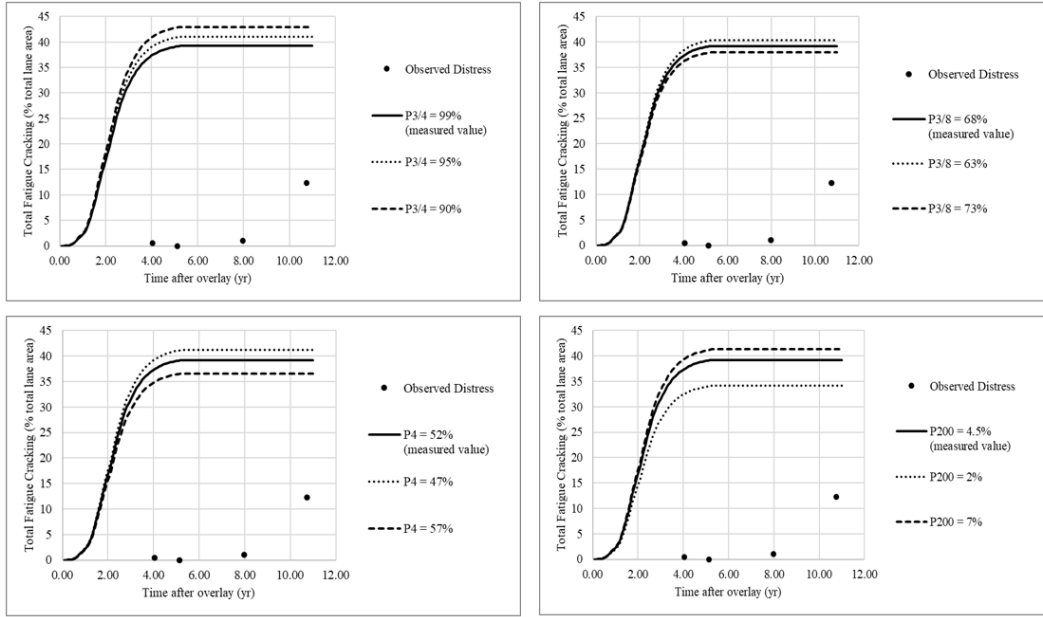 Total Fatigue Cracking (% total lane area)
45
40
35
30
25
20
15
10
5
0
0.00 2.00 4.00 6.00 8.00 10.00 12.00
Time after overlay (yr)
Observed Distress
P3/4 = 99%
(measured value)
P3/4 = 95%
P3/4 = 90%
Total Fatigue Cracking (% total lane area)
45
40
35
30
25
20
15
10
5
0
0.00 2.00 4.00 6.00 8.00 10.00 12.00
Time after overlay (yr)
Observed Distress
P3/8 = 68%
(measured value)
P3/8 = 63%
P3/8 = 73%
Total Fatigue Cracking (% total lane area)
45
40
35
30
25
20
15
10
5
0
0.00 2.00 4.00 6.00 8.00 10.00 12.00
Time after overlay (yr)
Observed Distress
P4 = 52%
(measured value)
P4 = 47%
P4 = 57%
Total Fatigue Cracking (% total lane area)
45
40
35
30
25
20
15
10
5
0
0.00 2.00 4.00 6.00 8.00 10.00 12.00
Time after overlay (yr)
Observed Distress
P200 = 4.5%
(measured value)
P200 = 2%
P200 = 7%